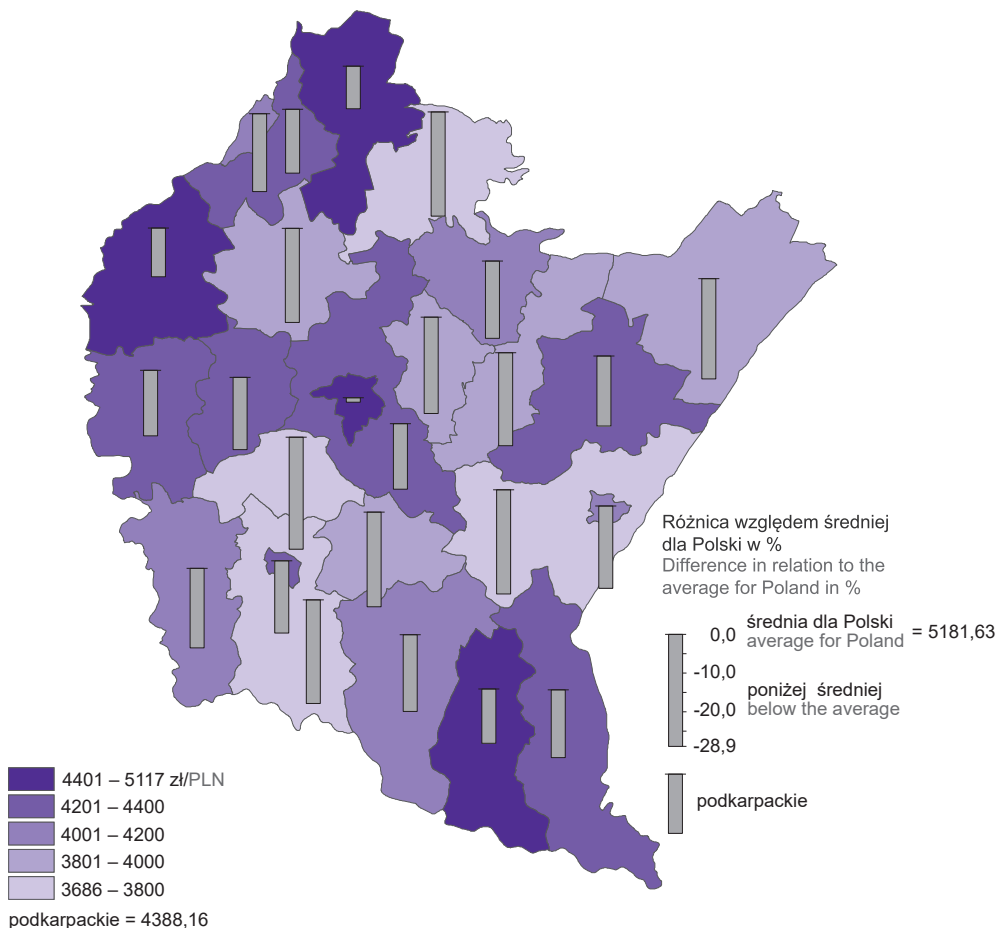 Różnica względem średniej
dla Polski w %
Difference in relation to the
average for Poland in %
0,0 średnia dla Polski
average for Poland = 5181,63
-10,0
poniżej średniej
-20,0 below the average
-28,9
podkarpackie
4401 – 5117 zł/PLN
4201 – 4400
4001 – 4200
3801 – 4000
3686 – 3800
podkarpackie = 4388,16